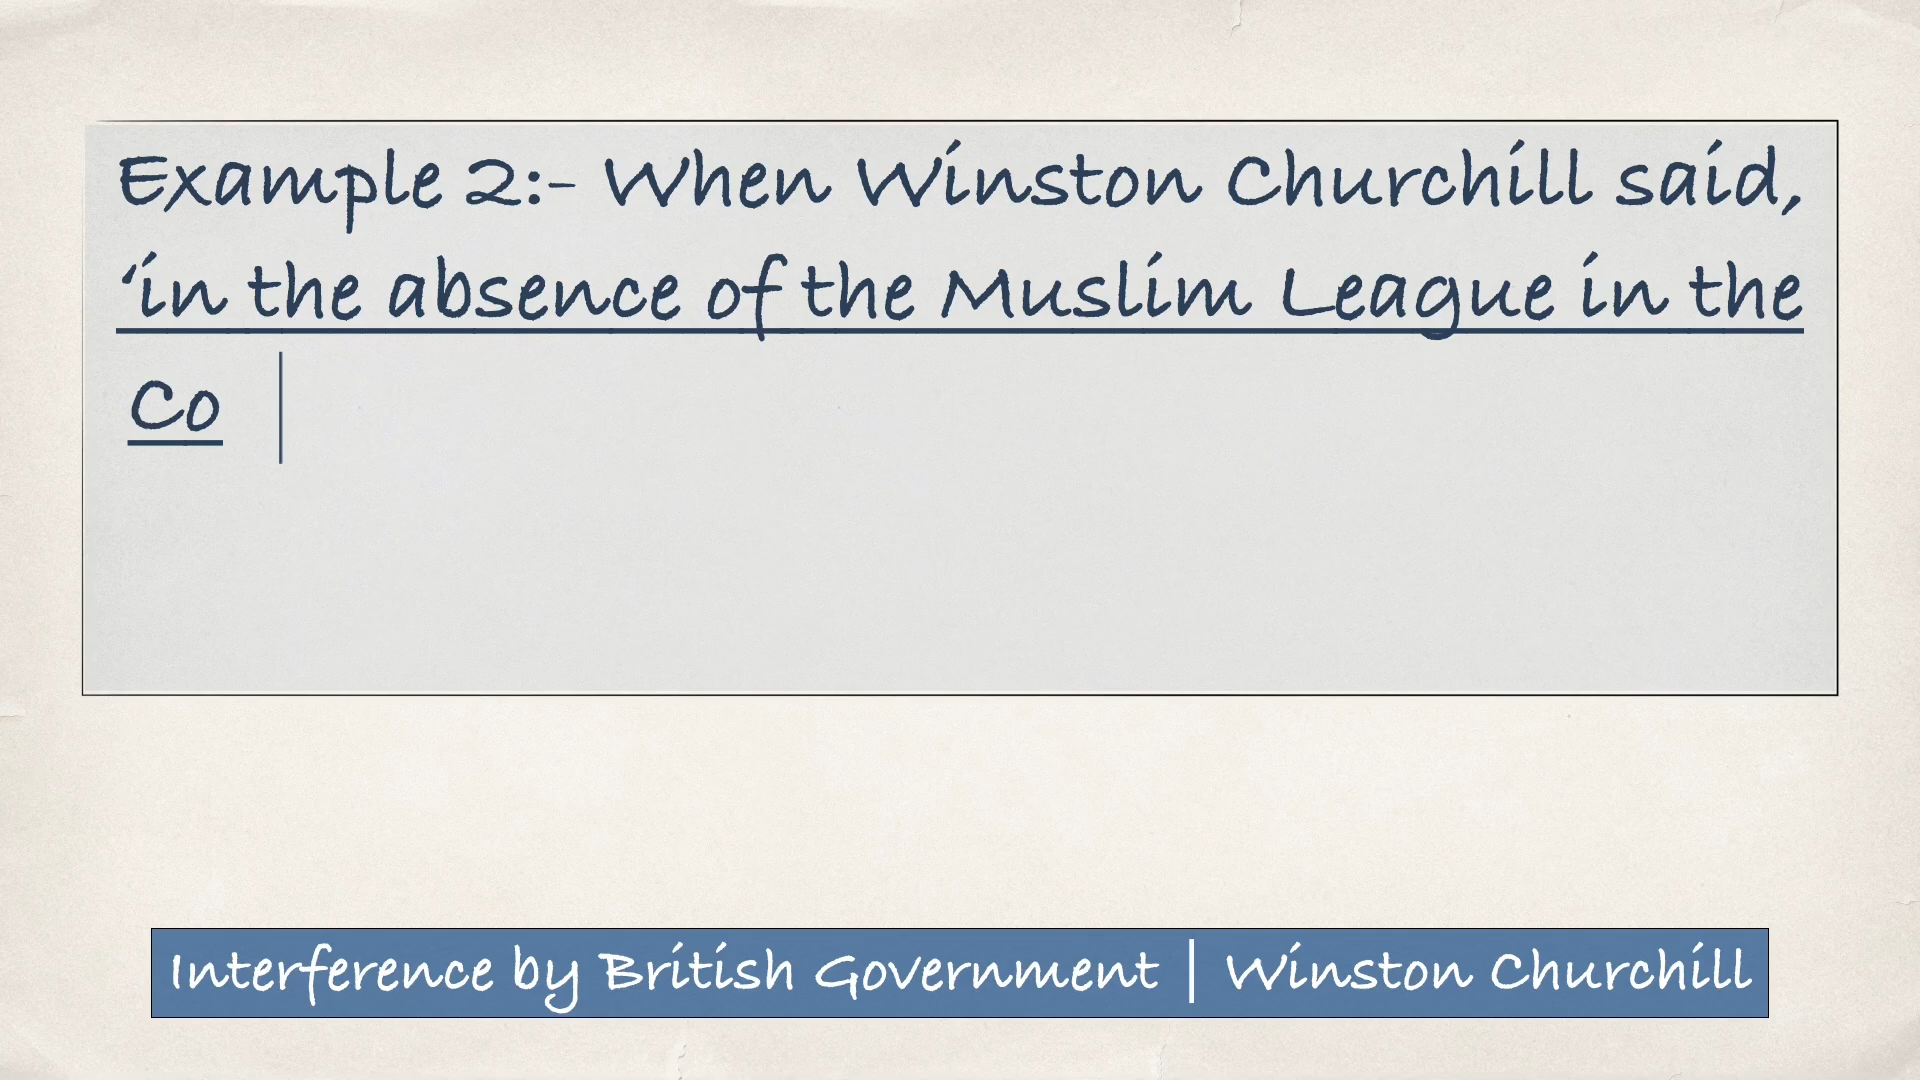 Example 2:- When Winston Churchill said,
‘in the absence of the Muslim League in the
Co
Interference by British Government | Winston Churchill